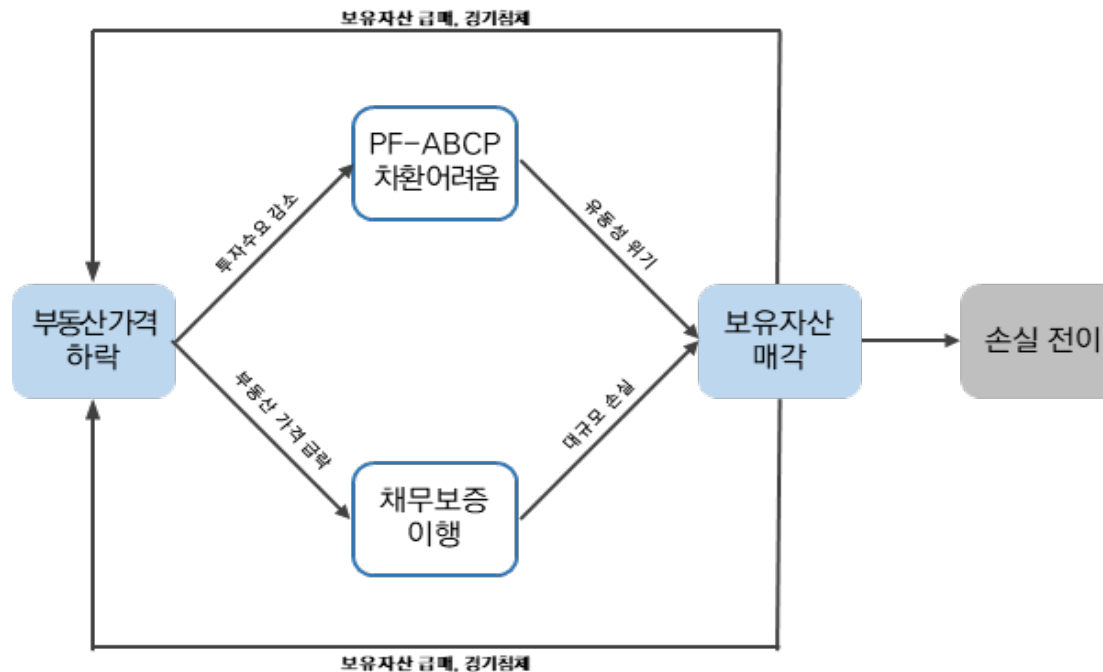 보유자산 급매, 경기침체
PF-ABCP
차환어려움
투자수요 감소
유동성 위기
부동산 가격
하락
보유자산
매각
손실 전이
부동산 가격 급락
대규모 손실
채무보증
이행
보유자산 급매, 경기침체